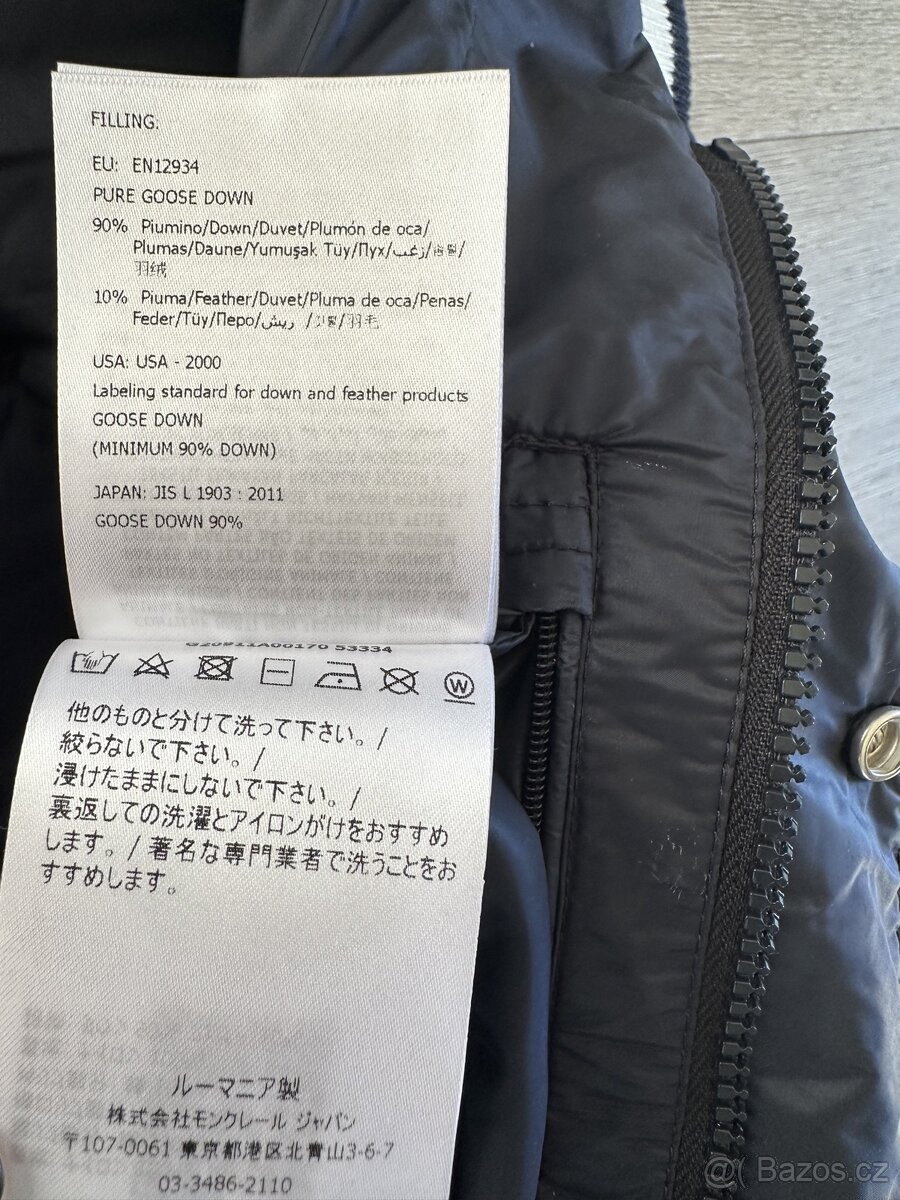 FILLING:
EU: EN12934
PURE GOOSE DOWN
90% Piumino/Down/Duvet/Plumón de oca/
Plumas/Daune/Yumuşak Tüy/Пух/زغب/
羽绒
10% Piuma/Feather/Duvet/Pluma de oca/Penas/
Feder/Tüy/Перо/ريش /羽毛
USA: USA - 2000
Labeling standard for down and feather products
GOOSE DOWN
(MINIMUM 90% DOWN)
JAPAN: JIS L 1903 : 2011
GOOSE DOWN 90%
G20911A00170 53334
W
他のものと分けて洗って下さい。/
絞らないで下さい。/
浸けたままにしないで下さい。/
裏返しての洗濯とアイロンがけをおすすめ
します。/ 著名な専門業者で洗うことをお
すすめします。
ルーマニア製
株式会社モンクレール ジャパン
〒107-0061 東京都港区北青山3-6-7
03-3486-2110
@( Bazos.cz